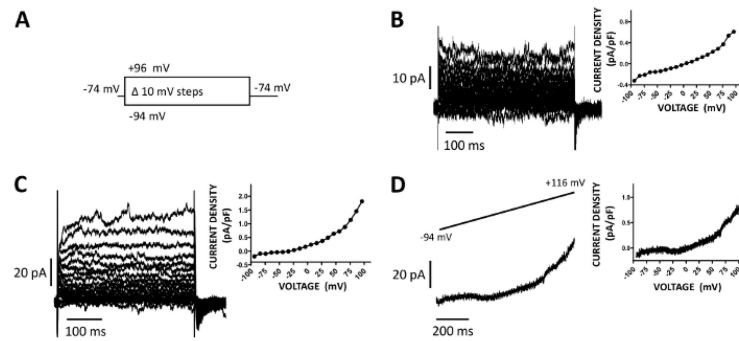 A
+96 mV
-74 mV
Δ 10 mV steps
-74 mV
-94 mV
B
10 pA
100 ms
CURRENT DENSITY
(pA/pF)
0.8
0.4
0.0
-0.4
-100
-75
-50
-25
0
25
50
75
100
VOLTAGE (mV)
C
20 pA
100 ms
CURRENT DENSITY
(pA/pF)
2.0
1.5
1.0
0.5
0.0
-0.5
-100
-75
-50
-25
0
25
50
75
100
VOLTAGE (mV)
D
+116 mV
-94 mV
20 pA
200 ms
CURRENT DENSITY
(pA/pF)
1.0
0.5
0.0
-100
-75
-50
-25
0
25
50
75
100
VOLTAGE (mV)